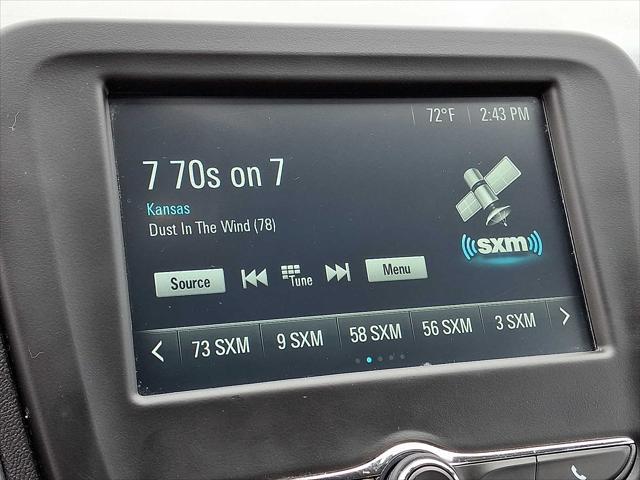 72°F 2:43 PM
7 70s on 7
Kansas
Dust In The Wind (78)
sxm
Source Tune Menu
73 SXM 9 SXM 58 SXM 56 SXM 3 SXM